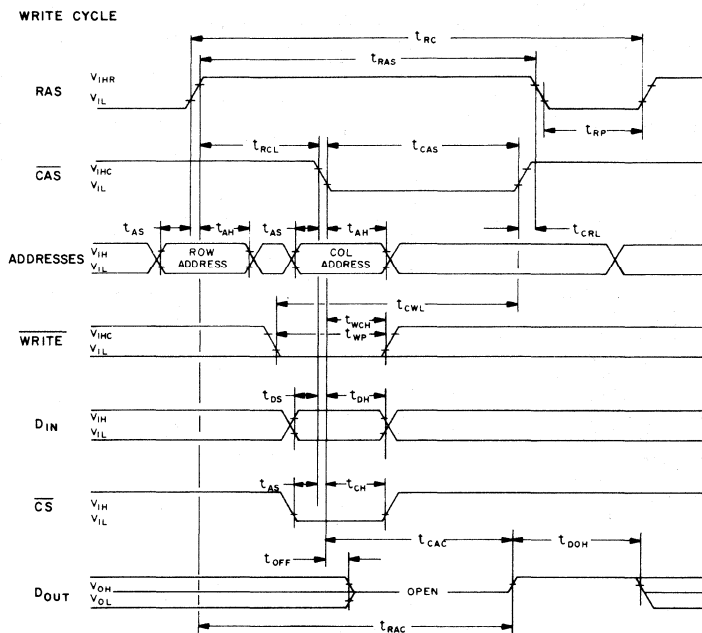 WRITE CYCLE
tRC
tRAS
RAS
VIHR
VIL
tRP
tRCL
tCAS
CAS
VIHC
VIL
tAS
tAH
tAS
tAH
tCRL
ADDRESSES
VIH
VIL
ROW
ADDRESS
COL
ADDRESS
tCWL
tWCH
tWP
WRITE
VIHC
VIL
tDS
tDH
DIN
VIH
VIL
tAS
tCH
CS
VIH
VIL
tCAC
tDOH
tOFF
DOUT
VOH
VOL
OPEN
tRAC